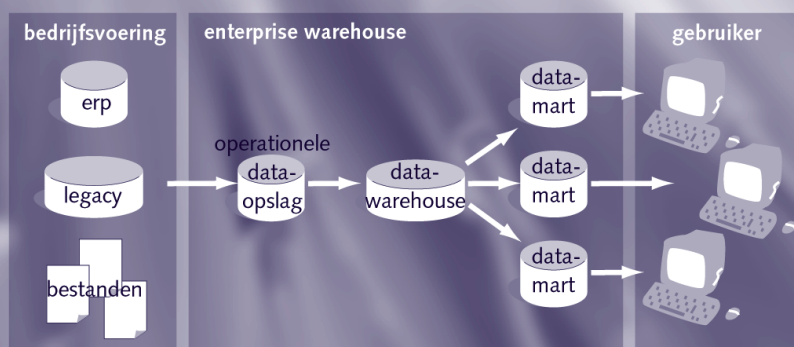 bedrijfsvoering
enterprise warehouse
gebruiker
erp
legacy
bestanden
operationele
data-
opslag
data-
warehouse
data-
mart
data-
mart
data-
mart